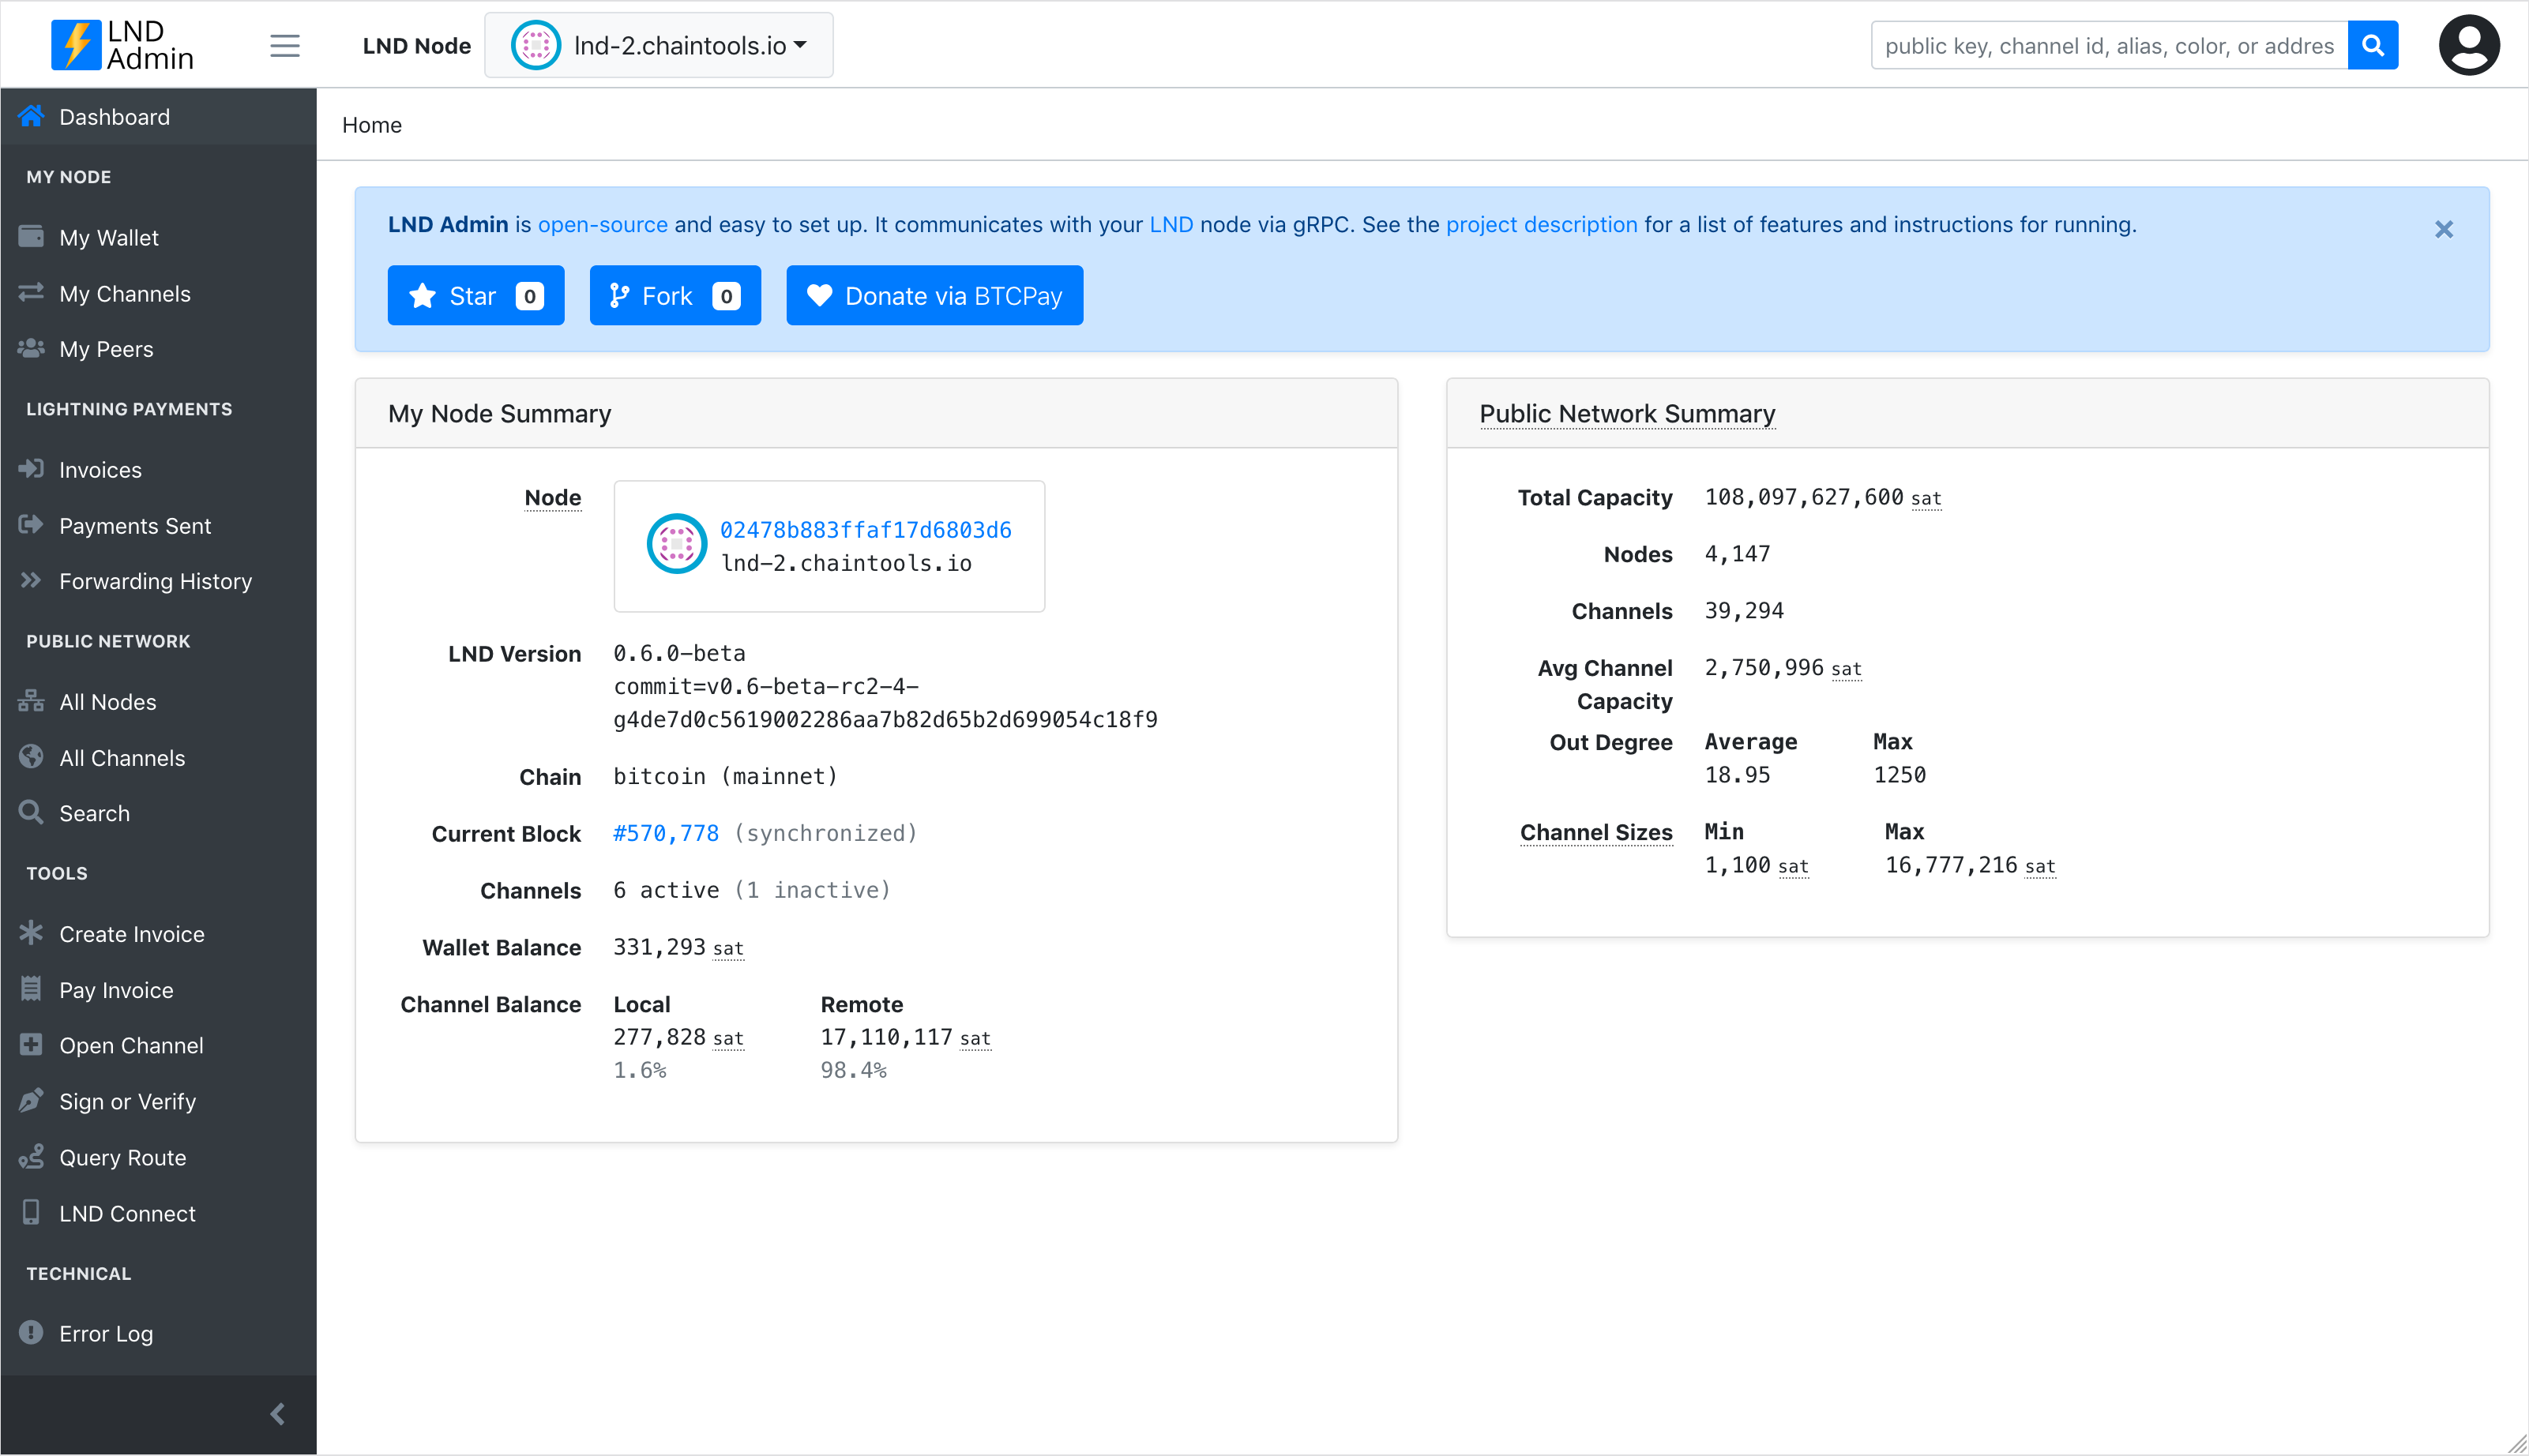 LND
Admin
LND Node
lnd-2.chaintools.io
public key, channel id, alias, color, or addres
Dashboard
MY NODE
My Wallet
My Channels
My Peers
LIGHTNING PAYMENTS
Invoices
Payments Sent
Forwarding History
PUBLIC NETWORK
All Nodes
All Channels
Search
TOOLS
Create Invoice
Pay Invoice
Open Channel
Sign or Verify
Query Route
LND Connect
TECHNICAL
Error Log
Home
LND Admin is open-source and easy to set up. It communicates with your LND node via gRPC. See the project description for a list of features and instructions for running.
Star 0 Fork 0 Donate via BTCPay
My Node Summary
Node
02478b883ffaf17d6803d6
lnd-2.chaintools.io
LND Version 0.6.0-beta
commit=v0.6-beta-rc2-4-
g4de7d0c5619002286aa7b82d65b2d699054c18f9
Chain bitcoin (mainnet)
Current Block #570,778 (synchronized)
Channels 6 active (1 inactive)
Wallet Balance 331,293 sat
Channel Balance Local Remote
277,828 sat 17,110,117 sat
1.6% 98.4%
Public Network Summary
Total Capacity 108,097,627,600 sat
Nodes 4,147
Channels 39,294
Avg Channel 2,750,996 sat
Capacity
Out Degree Average Max
18.95 1250
Channel Sizes Min Max
1,100 sat 16,777,216 sat